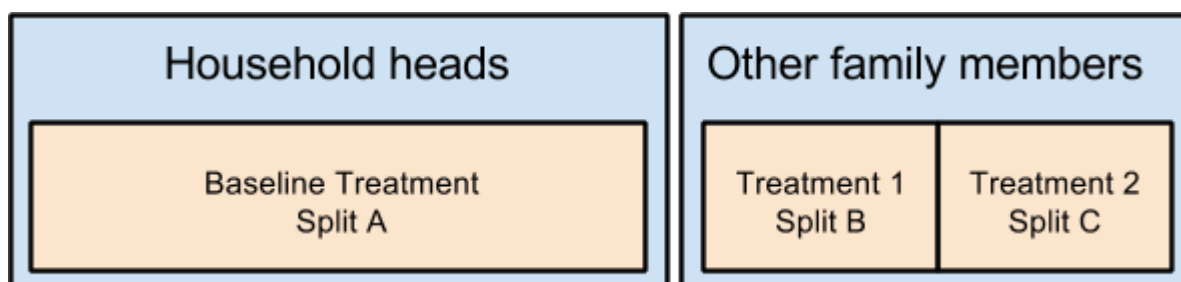 Household heads
Baseline Treatment
Split A
Other family members
Treatment 1
Split B
Treatment 2
Split C